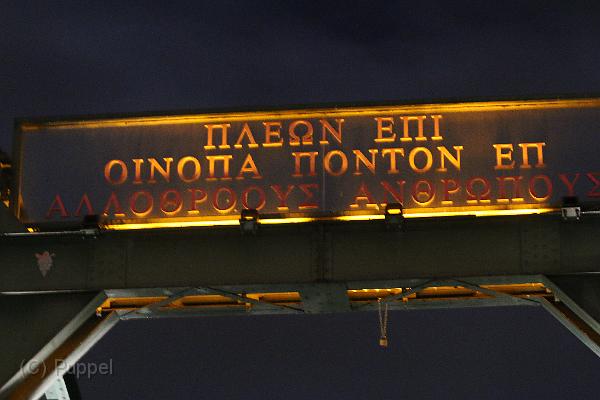 ΠΛΕΩΝ ΕΠΙ
ΟΙΝΟΠΑ ΠΟΝΤΟΝ ΕΠ
ΑΛΛΟΘΡΟΟΥΣ ΑΝΘΡΩΠΟΥΣ
(c) Puppel